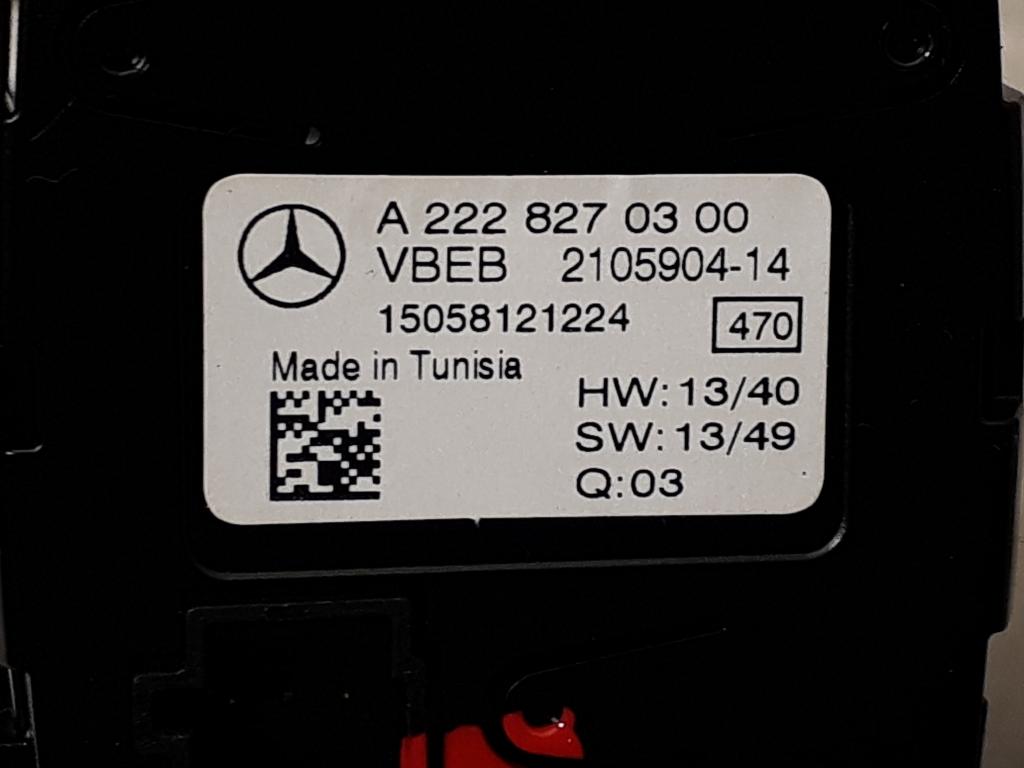 A 222 827 03 00
VBEB 2105904-14
15058121224 470
Made in Tunisia
HW: 13/40
SW: 13/49
Q: 03